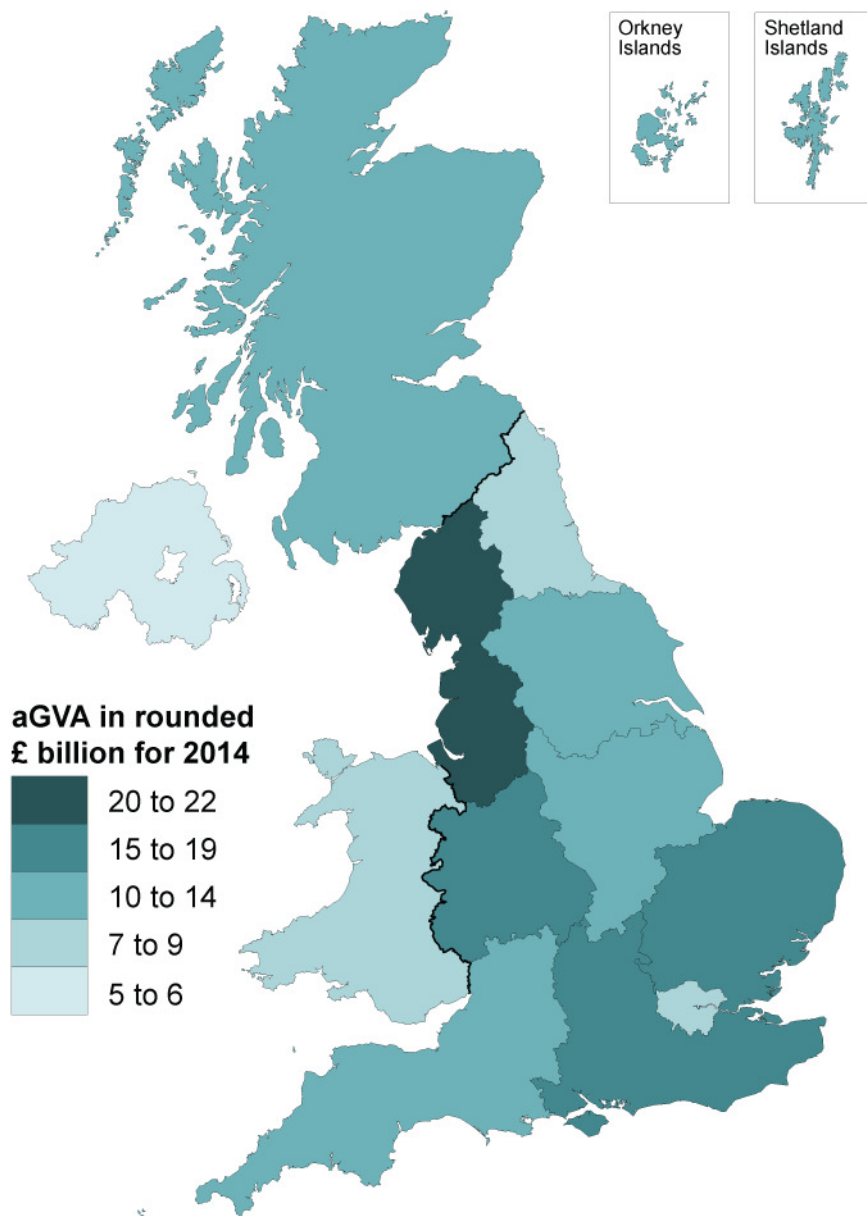 Orkney
Islands
Shetland
Islands
aGVA in rounded
£ billion for 2014
20 to 22
15 to 19
10 to 14
7 to 9
5 to 6